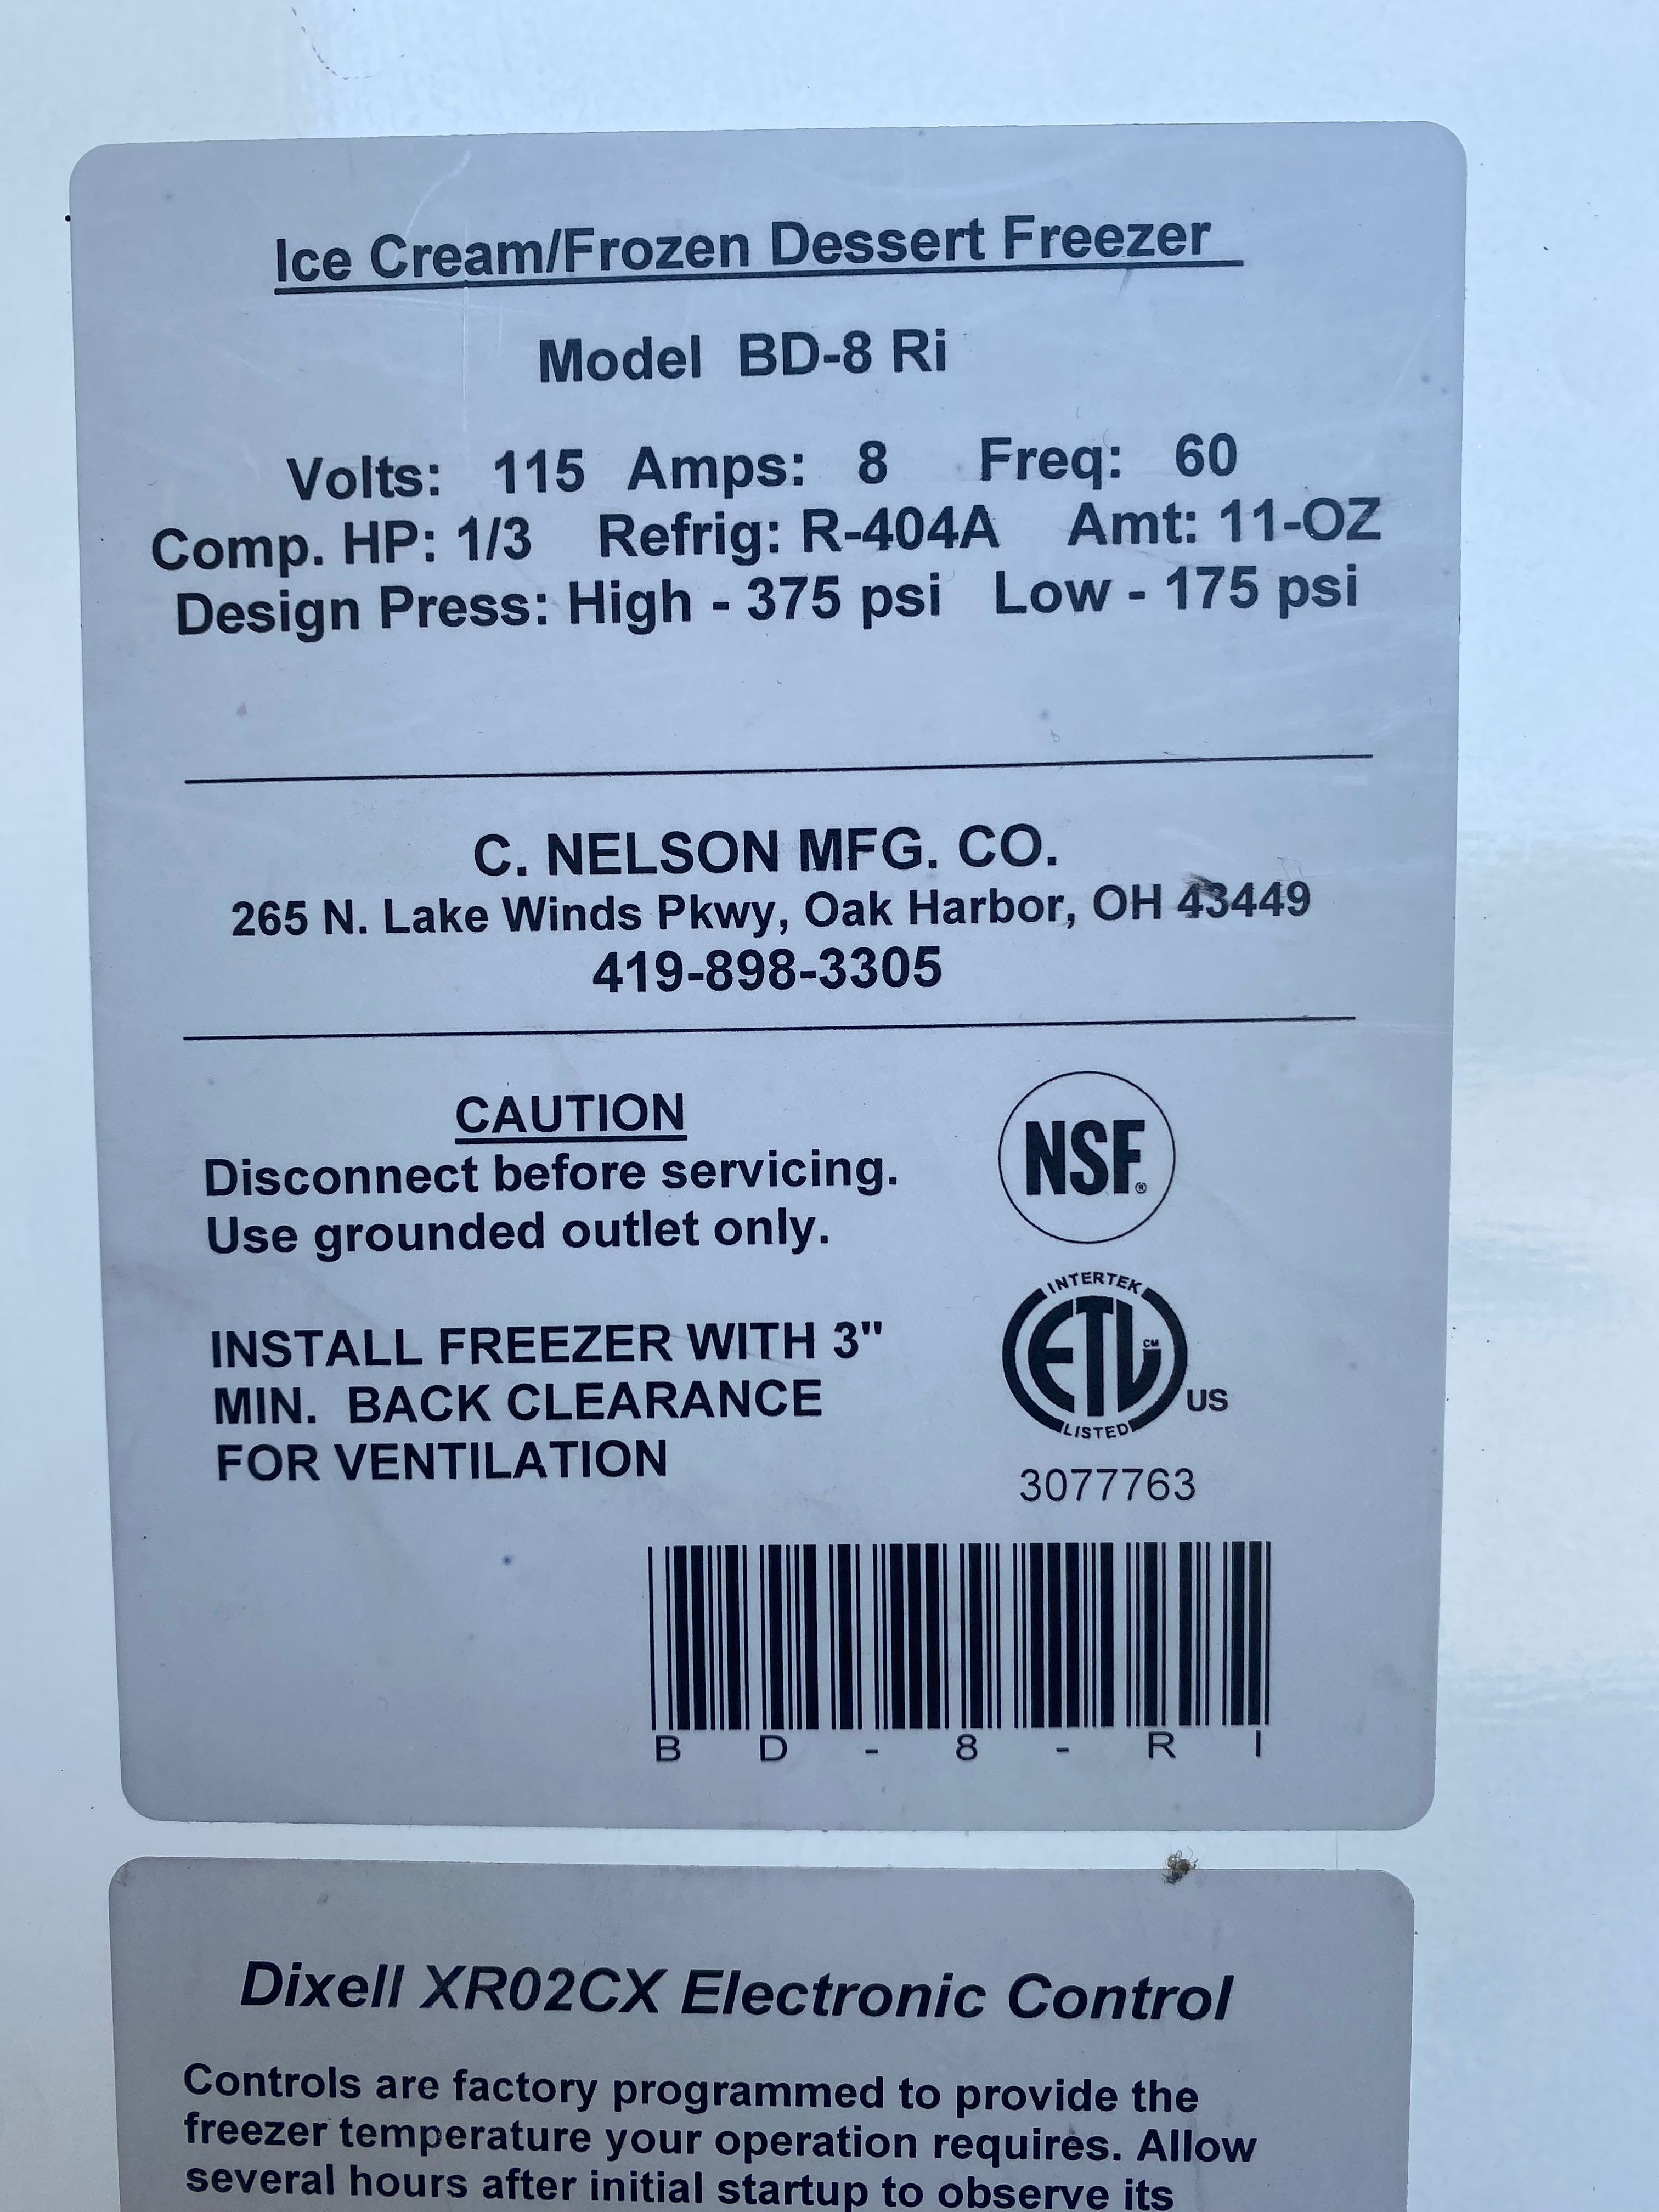 Ice Cream/Frozen Dessert Freezer
Model BD-8 Ri
Volts: 115 Amps: 8 Freq: 60
Comp. HP: 1/3 Refrig: R-404A Amt: 11-OZ
Design Press: High - 375 psi Low - 175 psi
C. NELSON MFG. CO.
265 N. Lake Winds Pkwy, Oak Harbor, OH 43449
419-898-3305
CAUTION
Disconnect before servicing.
Use grounded outlet only.
NSF®
INSTALL FREEZER WITH 3"
MIN. BACK CLEARANCE
FOR VENTILATION
INTERTEK
ETL CM
LISTED
US
3077763
BD-8-RI
Dixell XR02CX Electronic Control
Controls are factory programmed to provide the
freezer temperature your operation requires. Allow
several hours after initial startup to observe its